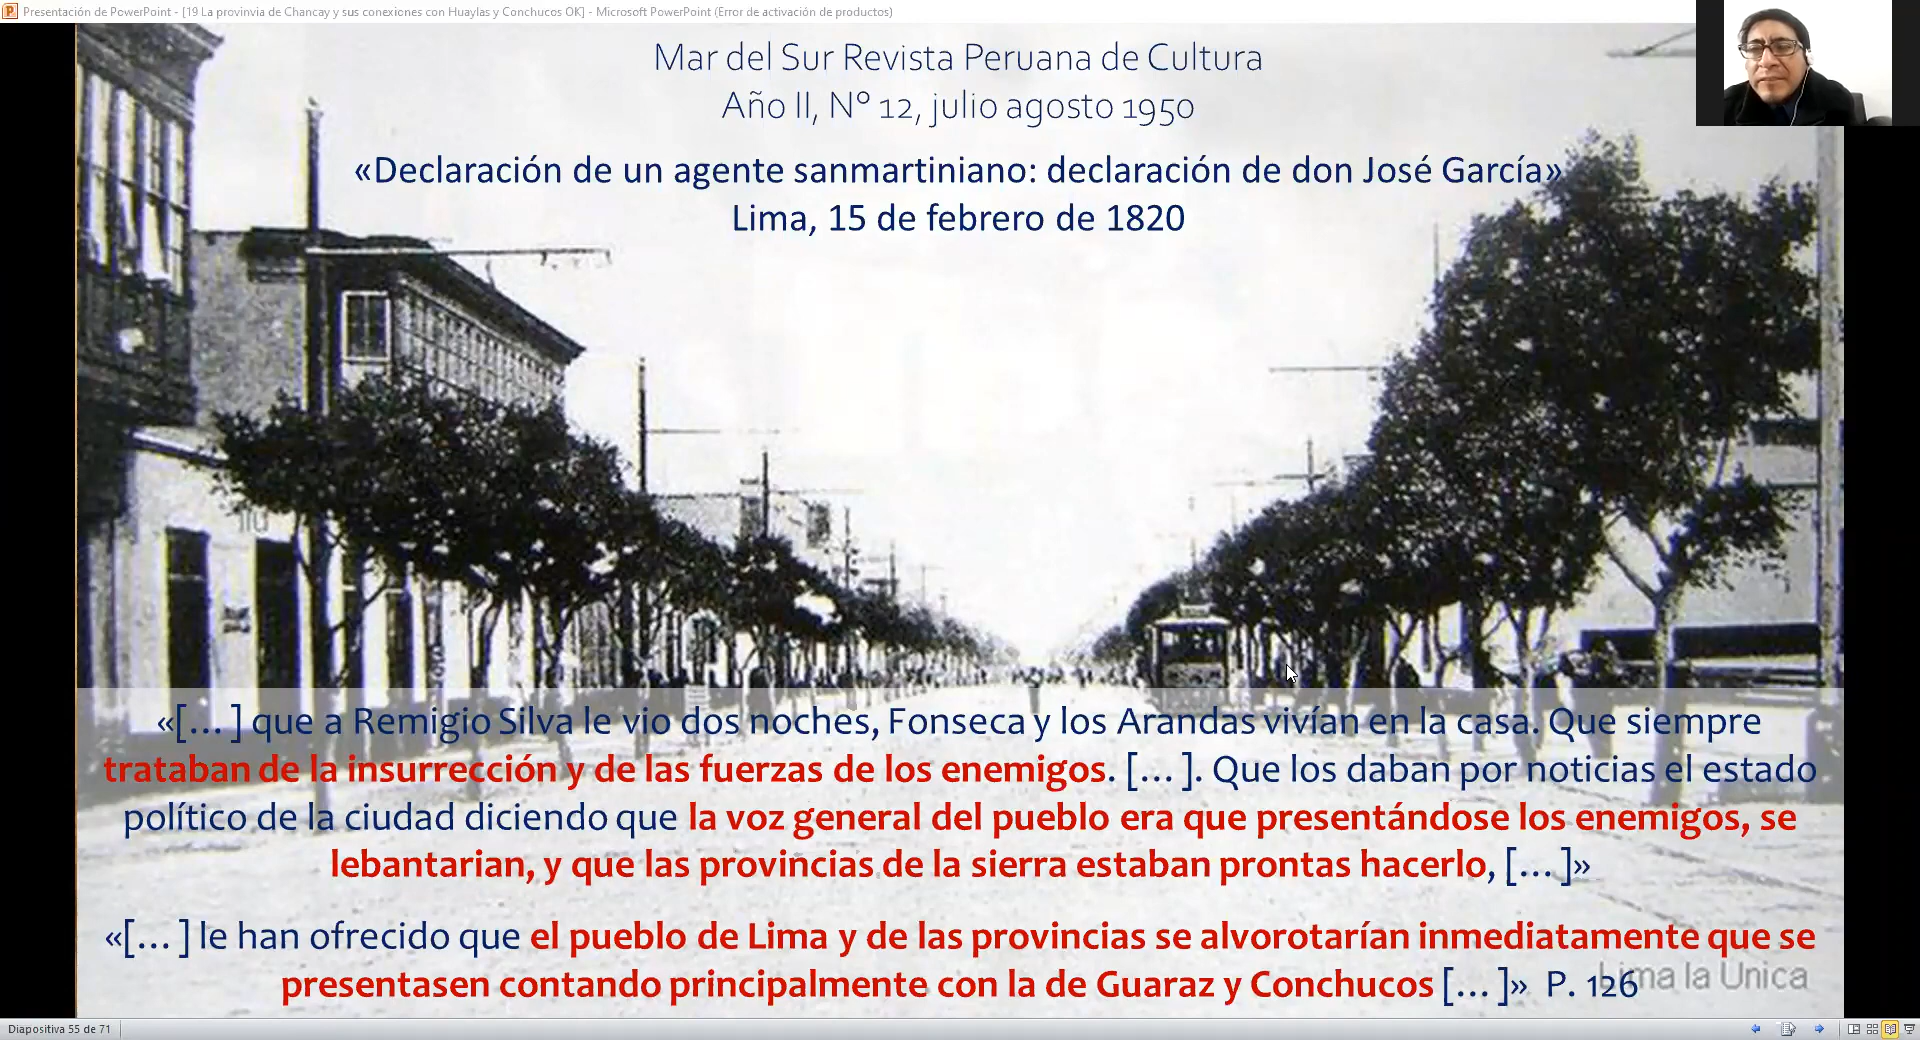 Presentación de PowerPoint - [19 La provinvia de Chancay y sus conexiones con Huaylas y Conchucos OK] - Microsoft PowerPoint (Error de activación de productos)
Mar del Sur Revista Peruana de Cultura
Año II, N° 12, julio agosto 1950
«Declaración de un agente sanmartiniano: declaración de don José García»
Lima, 15 de febrero de 1820
«[...] que a Remigio Silva le vio dos noches, Fonseca y los Arandas vivían en la casa. Que siempre
trataban de la insurrección y de las fuerzas de los enemigos. [...]. Que los daban por noticias el estado
político de la ciudad diciendo que la voz general del pueblo era que presentándose los enemigos, se
lebantarian, y que las provincias de la sierra estaban prontas hacerlo, [...]»
«[...] le han ofrecido que el pueblo de Lima y de las provincias se alvorotarían inmediatamente que se
presentasen contando principalmente con la de Guaraz y Conchucos [...]» P. 126
Lima la Unica
Diapositiva 55 de 71